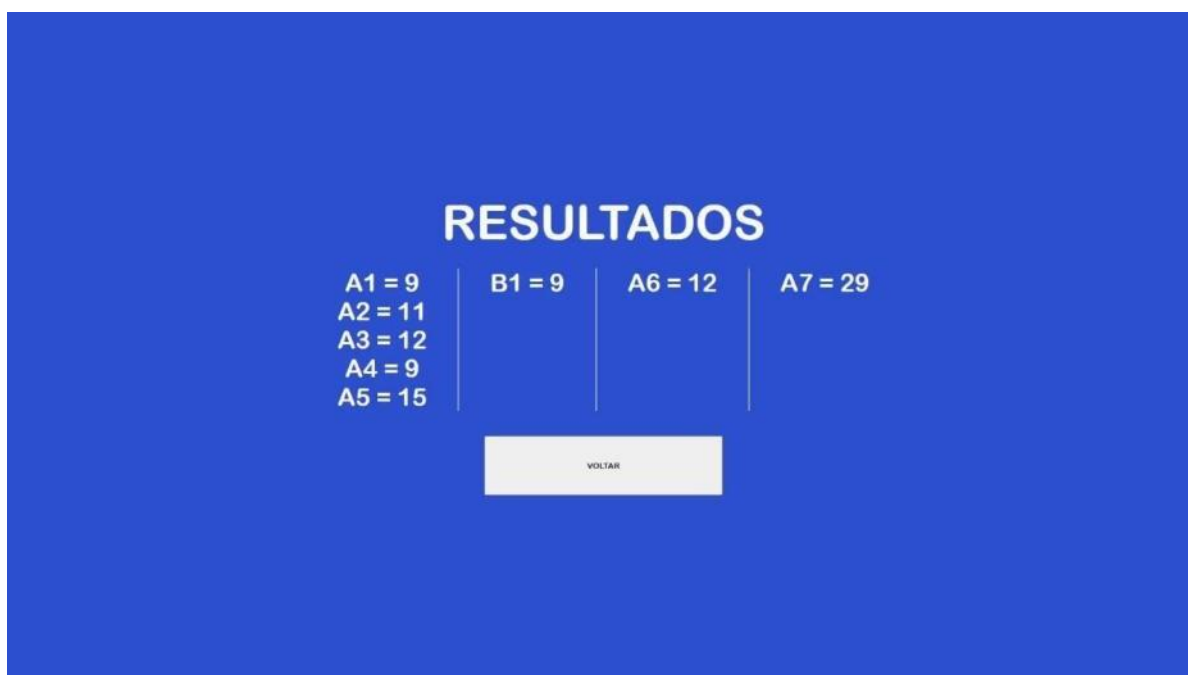 RESULTADOS
A1 = 9
A2 = 11
A3 = 12
A4 = 9
A5 = 15
B1 = 9
A6 = 12
A7 = 29
VOLTAR